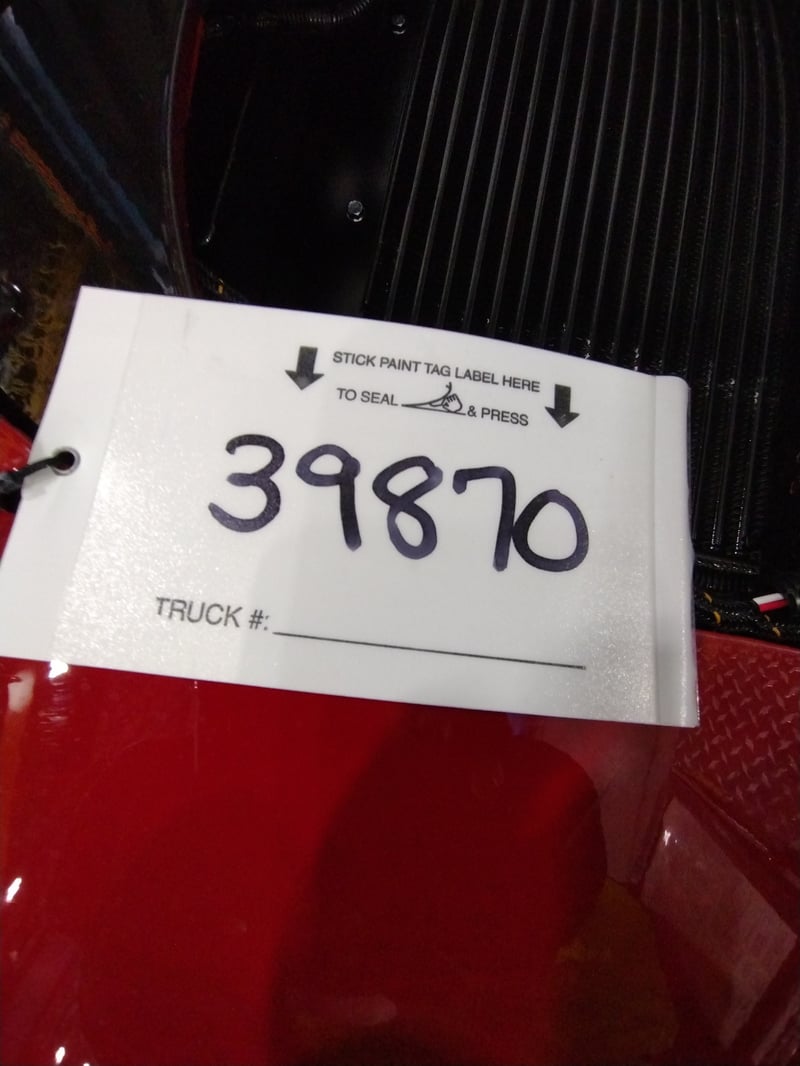 STICK PAINT TAG LABEL HERE
TO SEAL & PRESS
39870
TRUCK #: